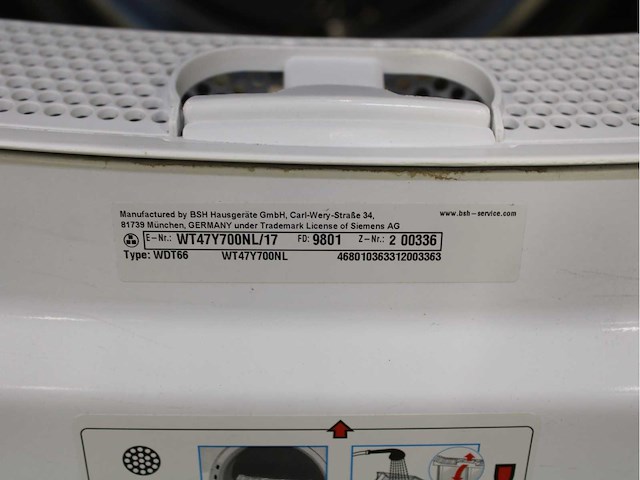 Manufactured by BSH Hausgeräte GmbH, Carl-Wery-Straße 34, www.bsh-service.com
81739 München, GERMANY under Trademark License of Siemens AG
E-Nr.: WT47Y700NL/17 FD: 9801 Z-Nr.: 2 00336
Type: WDT66 WT47Y700NL 468010363312003363